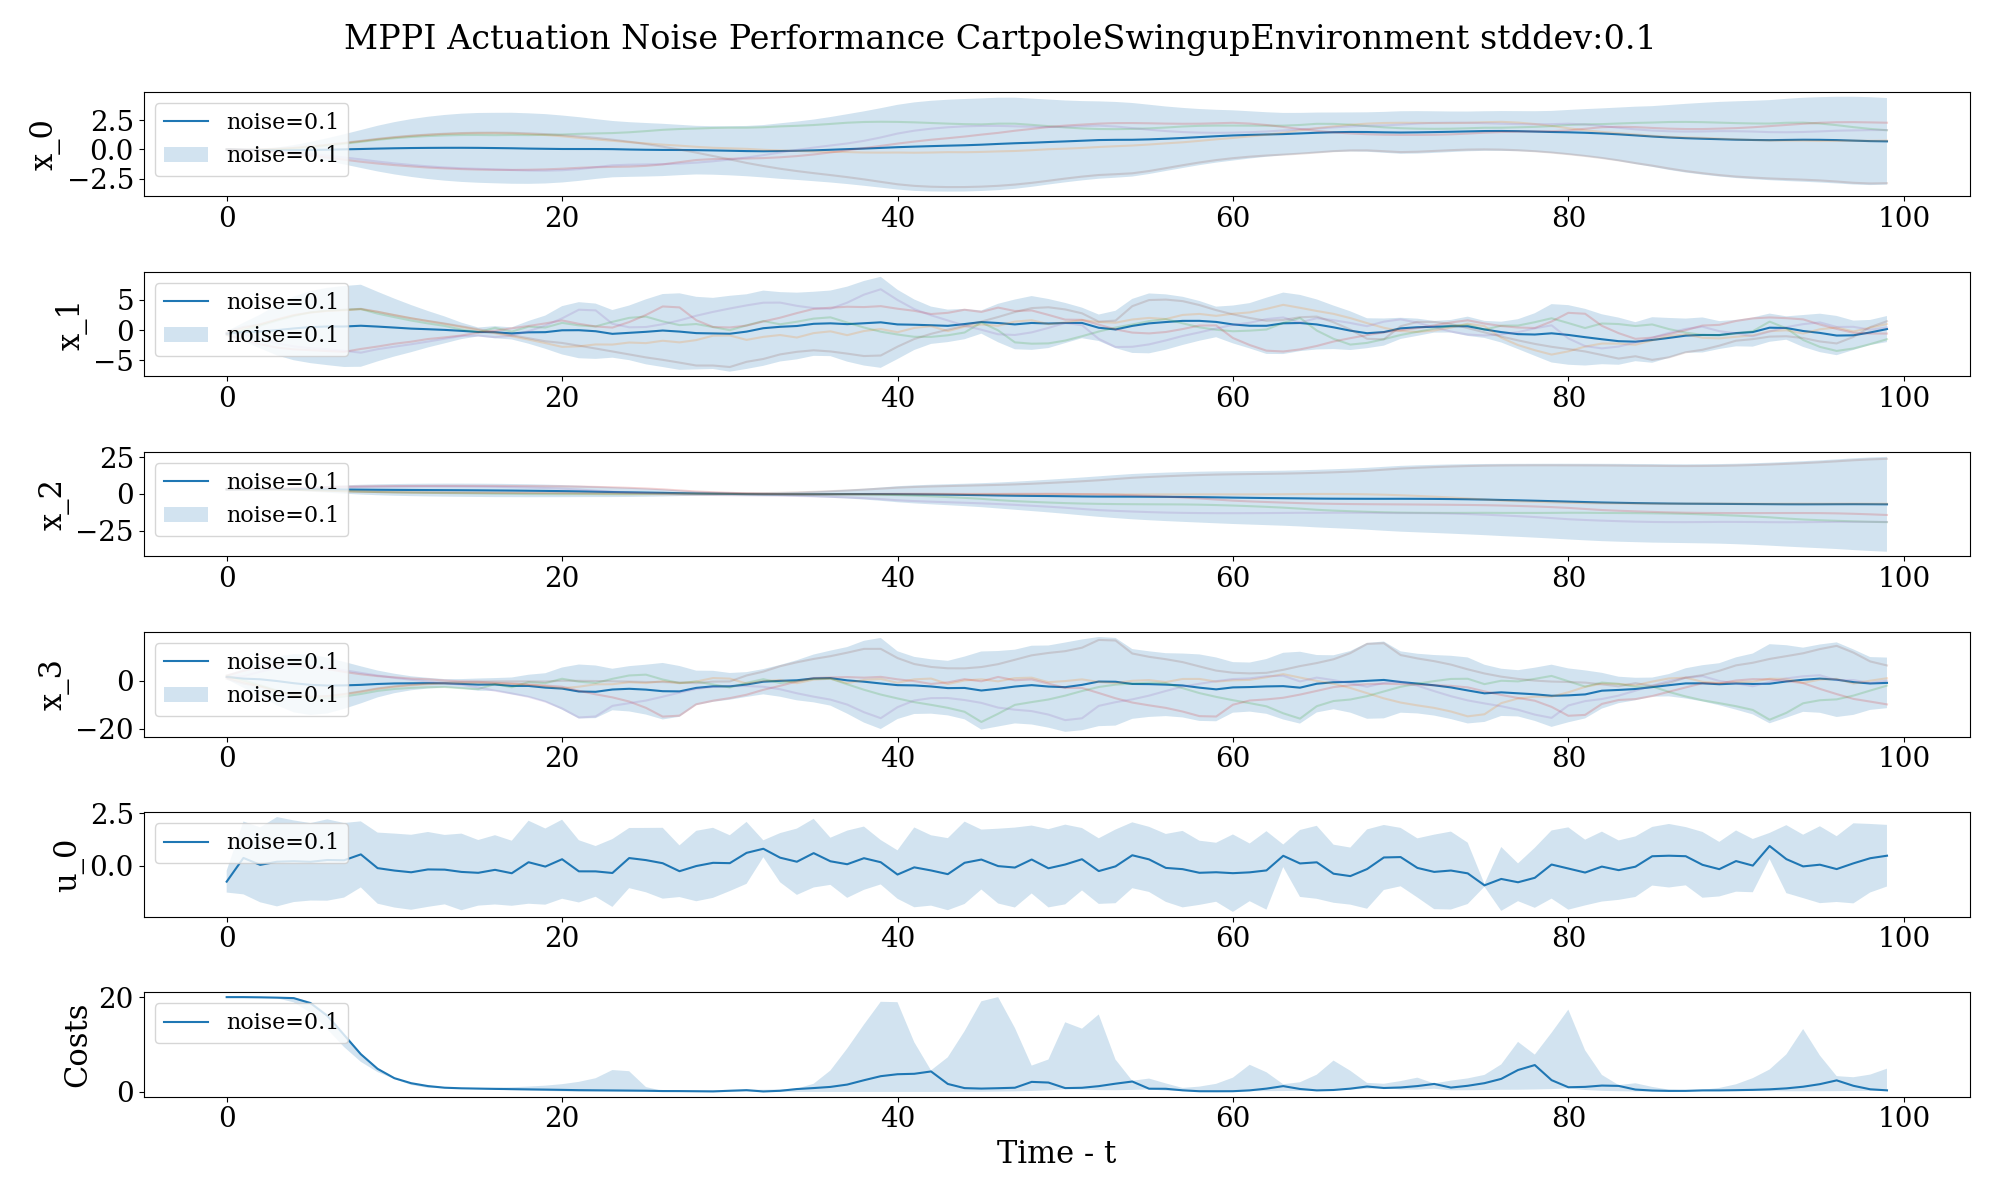 MPPI Actuation Noise Performance CartpoleSwingupEnvironment stddev:0.1
x_0
2.5
0.0
−2.5
noise=0.1
noise=0.1
0 20 40 60 80 100
x_1
5
0
−5
noise=0.1
noise=0.1
0 20 40 60 80 100
x_2
25
0
−25
noise=0.1
noise=0.1
0 20 40 60 80 100
x_3
0
−20
noise=0.1
noise=0.1
0 20 40 60 80 100
u_0
2.5
0.0
noise=0.1
0 20 40 60 80 100
Costs
20
0
noise=0.1
0 20 40 60 80 100
Time - t